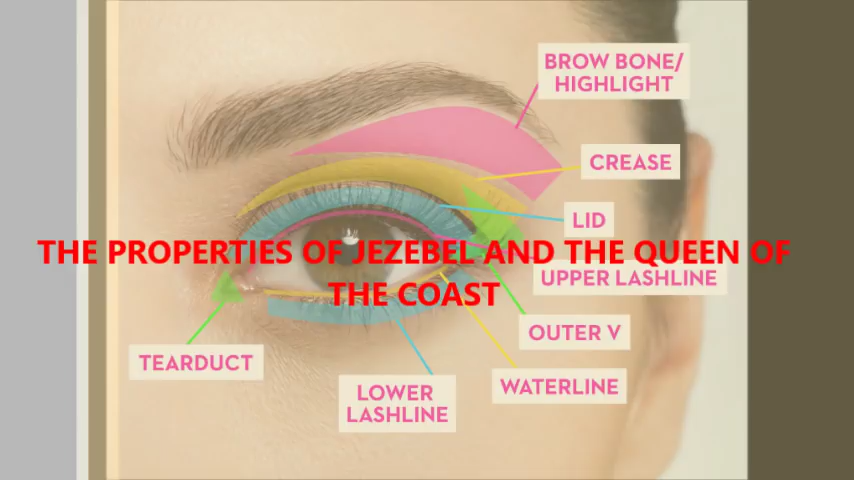 BROW BONE/
HIGHLIGHT
CREASE
LID
THE PROPERTIES OF JEZEBEL AND THE QUEEN OF
THE COAST
UPPER LASHLINE
OUTER V
TEARDUCT
WATERLINE
LOWER
LASHLINE